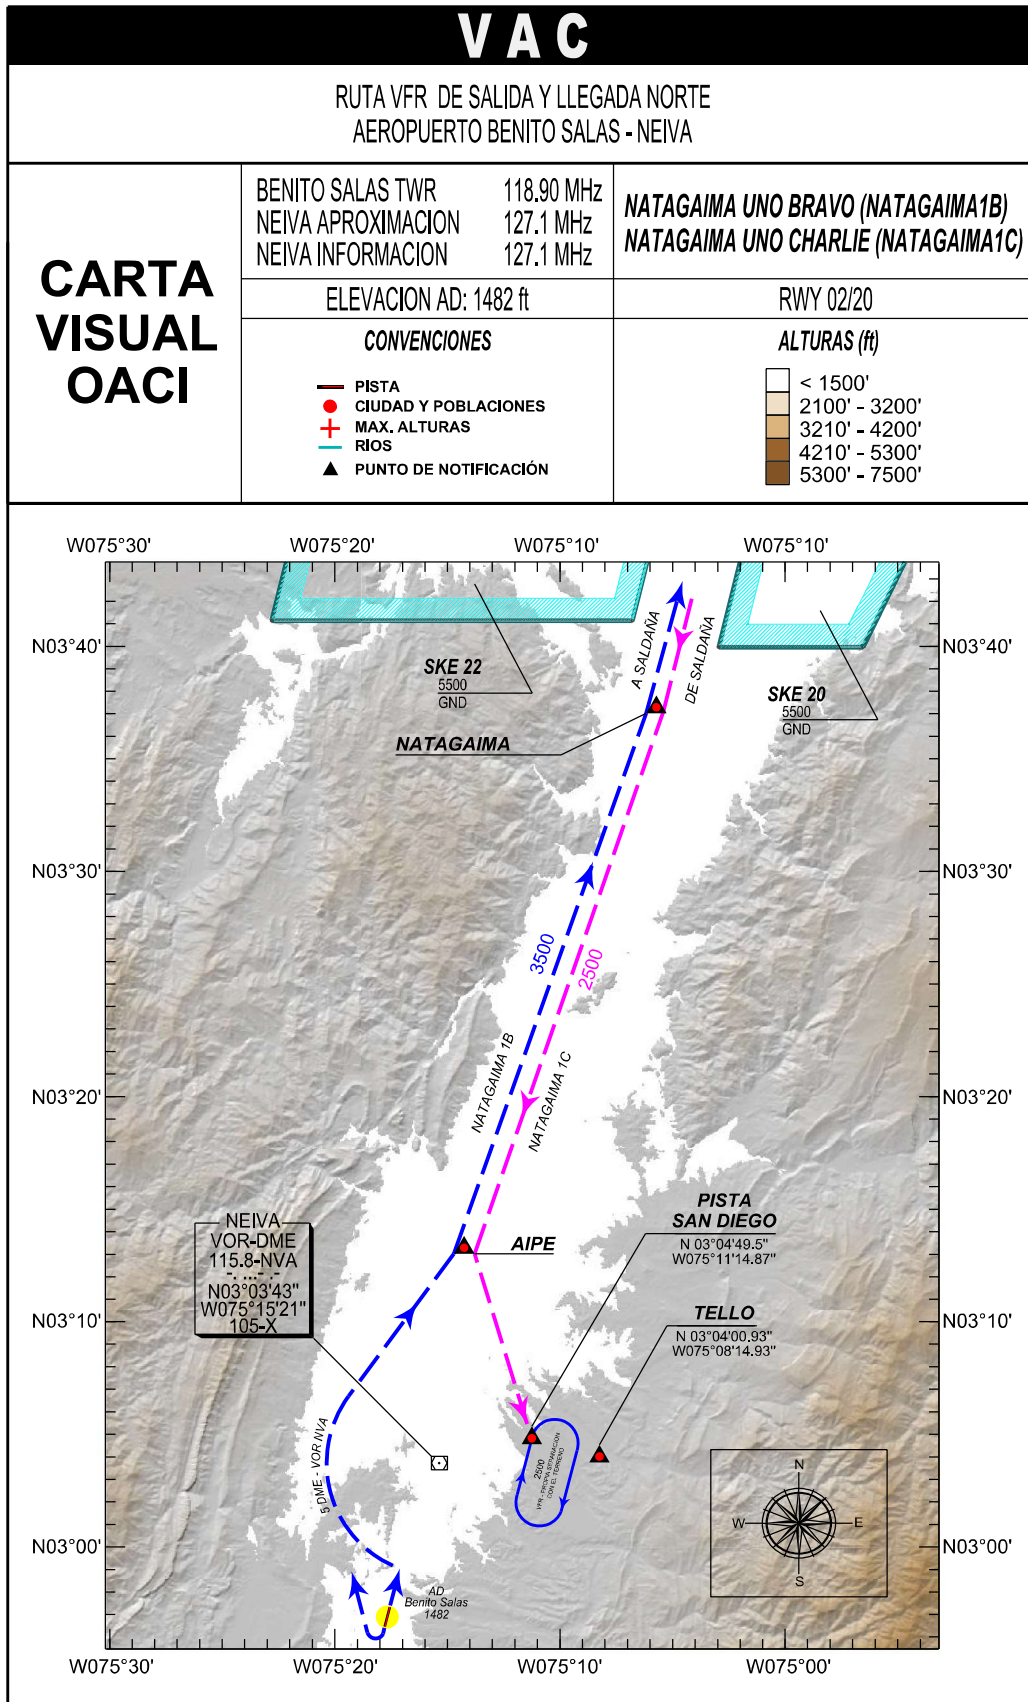 VAC
RUTA VFR DE SALIDA Y LLEGADA NORTE
AEROPUERTO BENITO SALAS - NEIVA
CARTA
VISUAL
OACI
BENITO SALAS TWR 118.90 MHz
NEIVA APROXIMACION 127.1 MHz
NEIVA INFORMACION 127.1 MHz
NATAGAIMA UNO BRAVO (NATAGAIMA1B)
NATAGAIMA UNO CHARLIE (NATAGAIMA1C)
ELEVACION AD: 1482 ft
RWY 02/20
CONVENCIONES
PISTA
CIUDAD Y POBLACIONES
MAX. ALTURAS
RIOS
PUNTO DE NOTIFICACIÓN
ALTURAS (ft)
< 1500'
2100' - 3200'
3210' - 4200'
4210' - 5300'
5300' - 7500'
W075°30' W075°20' W075°10' W075°10'
N03°40' N03°40'
SKE 22
5500
GND
A SALDAÑA
DE SALDAÑA
SKE 20
5500
GND
NATAGAIMA
N03°30' N03°30'
3500
2500
NATAGAIMA 1B
NATAGAIMA 1C
N03°20' N03°20'
PISTA
SAN DIEGO
N 03°04'49.5"
W075°11'14.87"
NEIVA
VOR-DME
115.8-NVA
-. ...- .-
N03°03'43"
W075°15'21"
105-X
AIPE
TELLO
N 03°04'00.93"
W075°08'14.93"
N03°10' N03°10'
5 DME - VOR NVA
2500
VFR - PROPIA SEPARACION
CON EL TERRENO
N
W E
S
N03°00' N03°00'
AD
Benito Salas
1482
W075°30' W075°20' W075°10' W075°00'